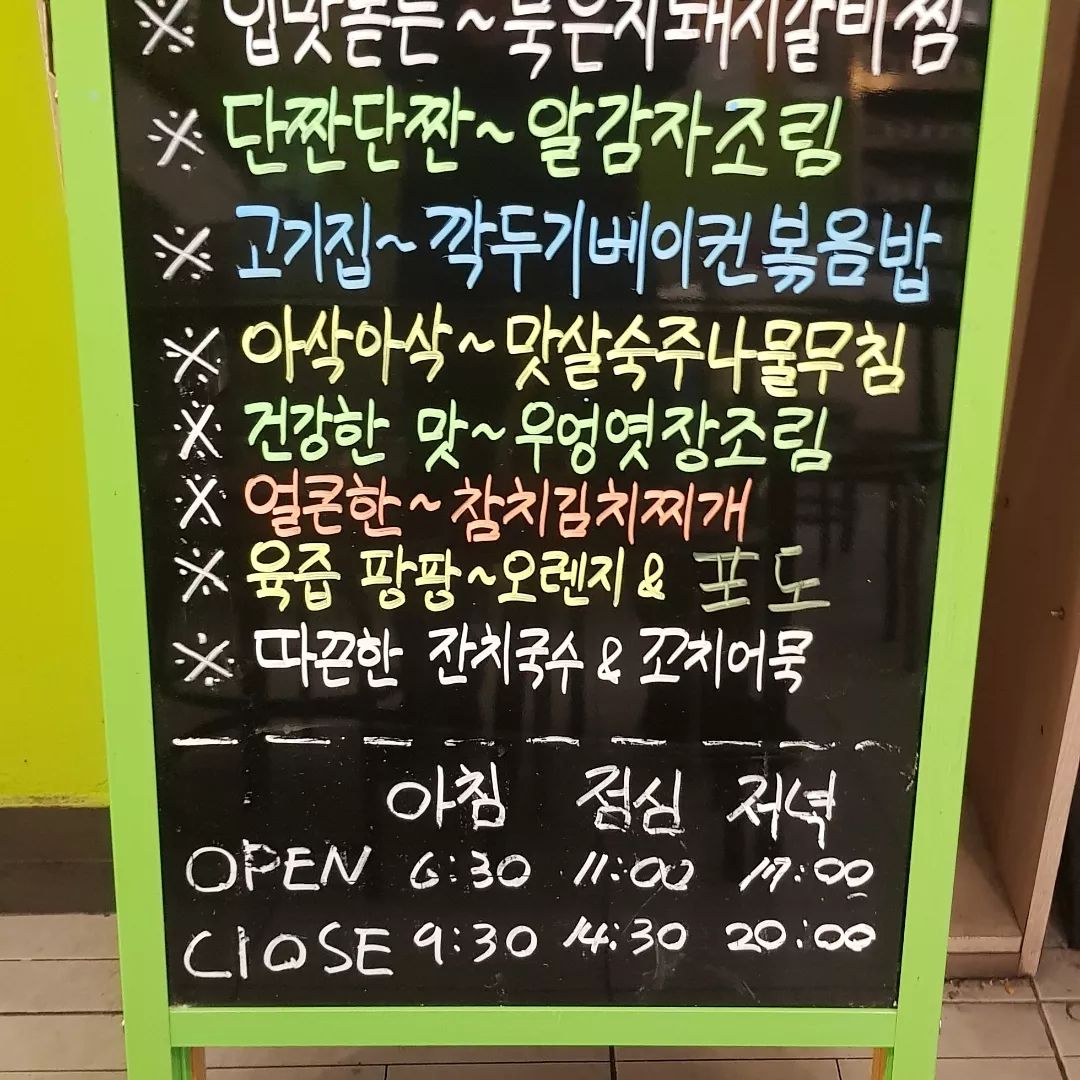 ※ 입맛돋는~묵은지돼지갈비찜
※ 단짠단짠~알감자조림
※ 고기집~깍두기베이컨볶음밥
※ 아삭아삭~맛살숙주나물무침
※ 건강한 맛~우엉엿장조림
※ 얼큰한~참치김치찌개
※ 육즙 팡팡~오렌지 & 포도
※ 따끈한 잔치국수 & 꼬치어묵
아침 점심 저녁
OPEN 6:30 11:00 17:00
ClOSE 9:30 14:30 20:00